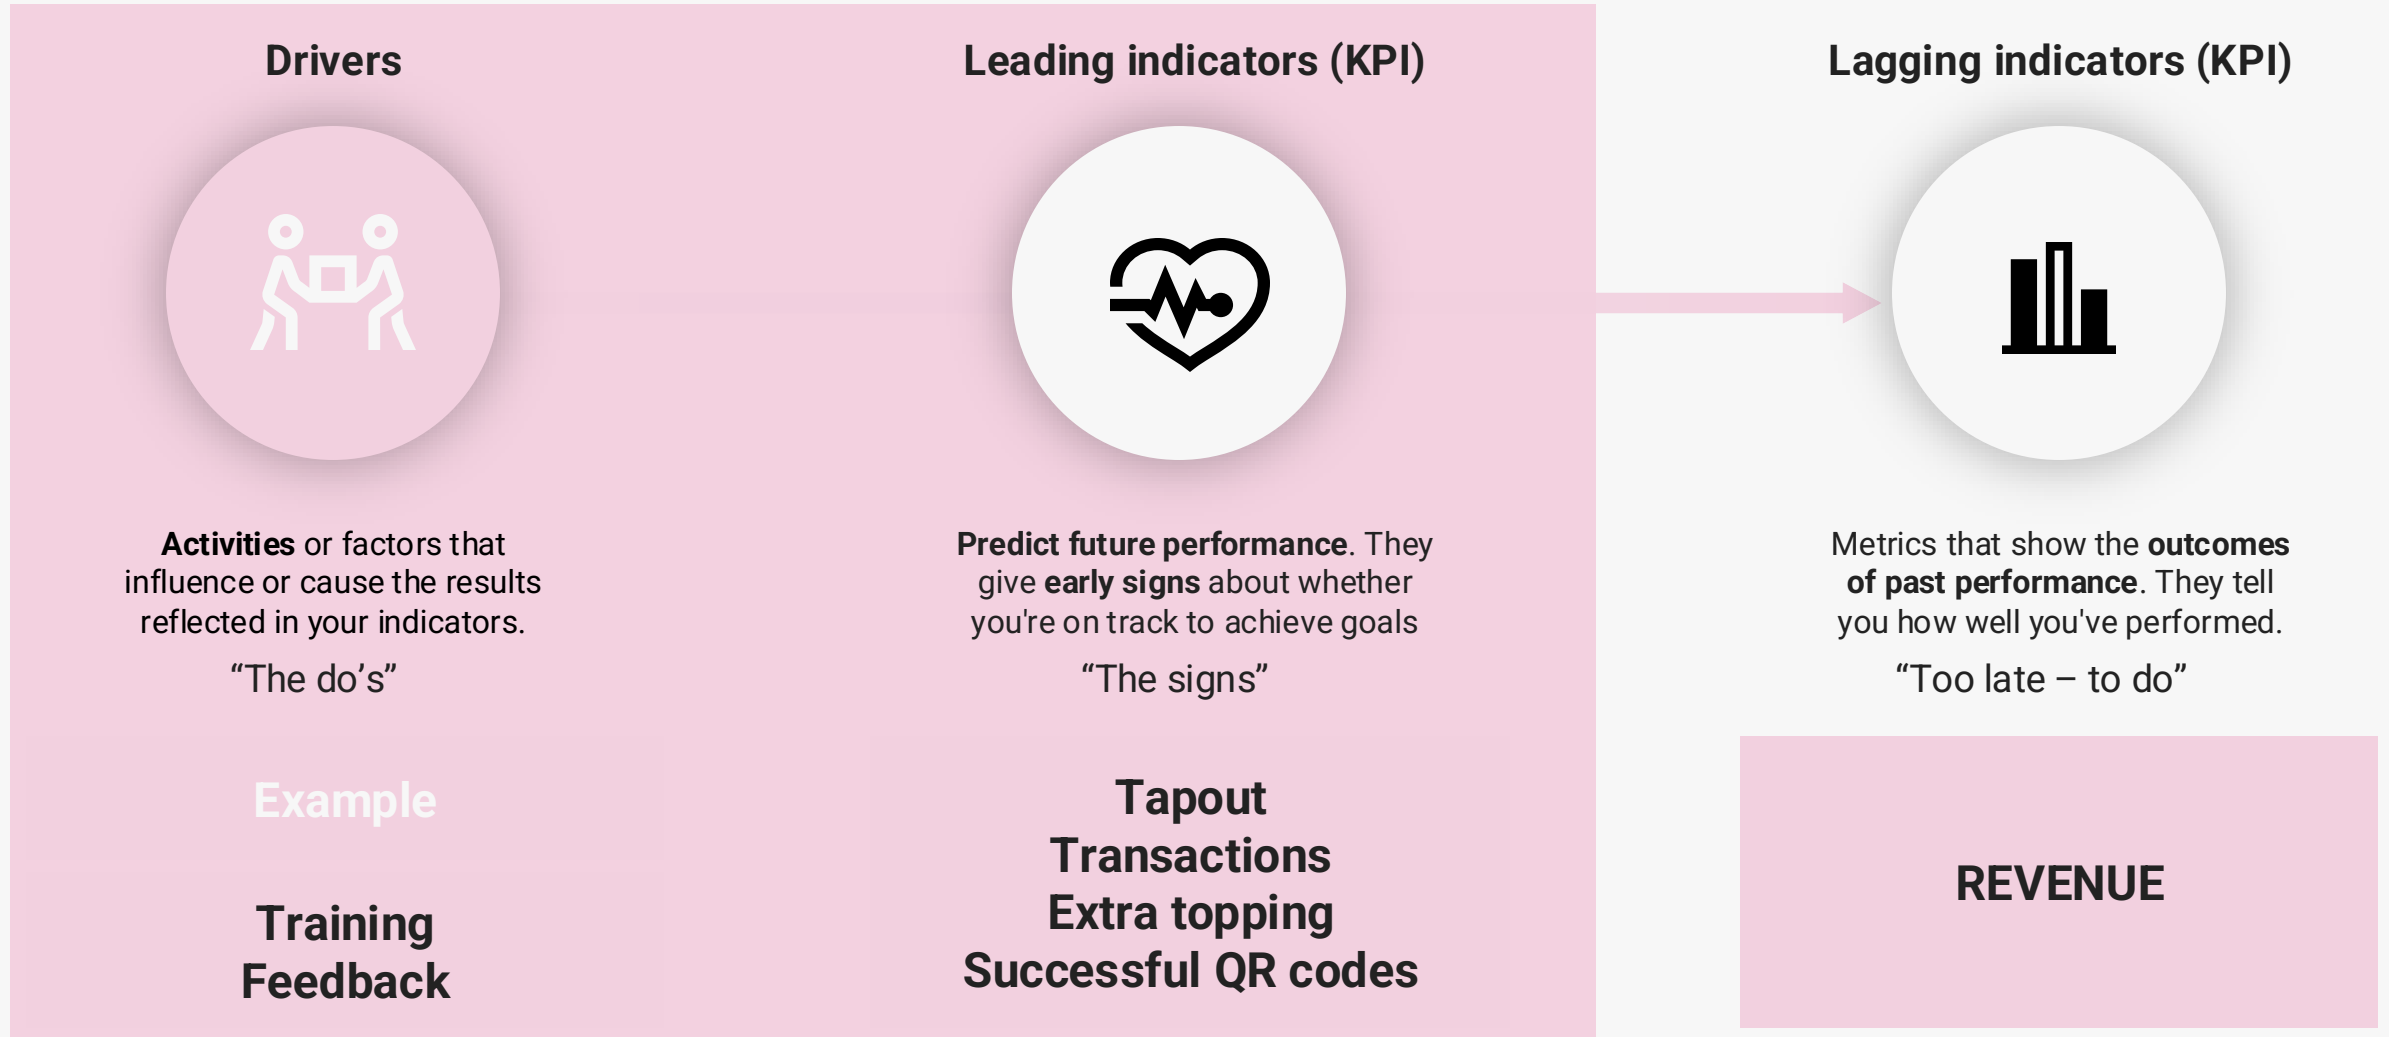 Drivers
Activities or factors that
influence or cause the results
reflected in your indicators.
“The do’s”
Example
Training
Feedback
Leading indicators (KPI)
Predict future performance. They
give early signs about whether
you're on track to achieve goals
“The signs”
Tapout
Transactions
Extra topping
Successful QR codes
Lagging indicators (KPI)
Metrics that show the outcomes
of past performance. They tell
you how well you've performed.
“Too late – to do”
REVENUE